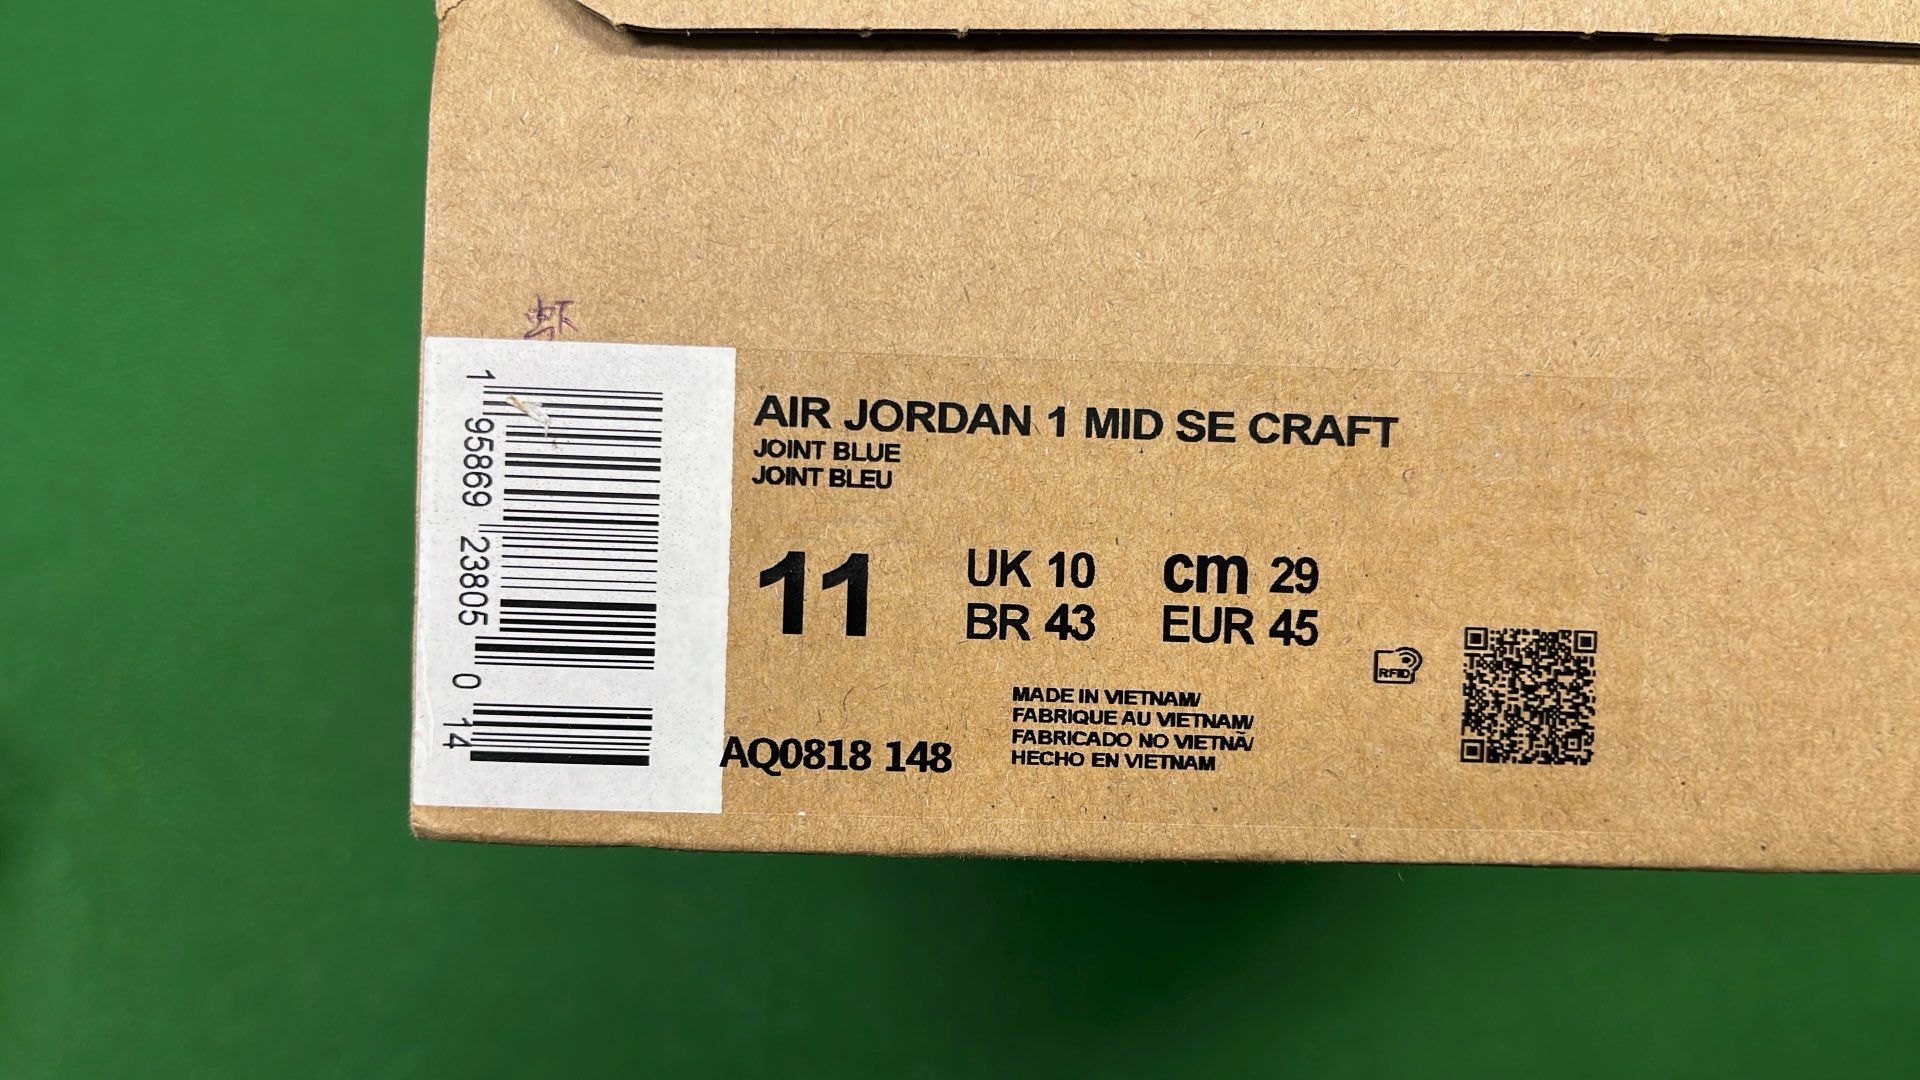 虾
1 95869 23805 0 14
AIR JORDAN 1 MID SE CRAFT
JOINT BLUE
JOINT BLEU
11
UK 10 cm 29
BR 43 EUR 45
RFID
MADE IN VIETNAM/
FABRIQUE AU VIETNAM/
FABRICADO NO VIETNÃ/
HECHO EN VIETNAM
AQ0818 148